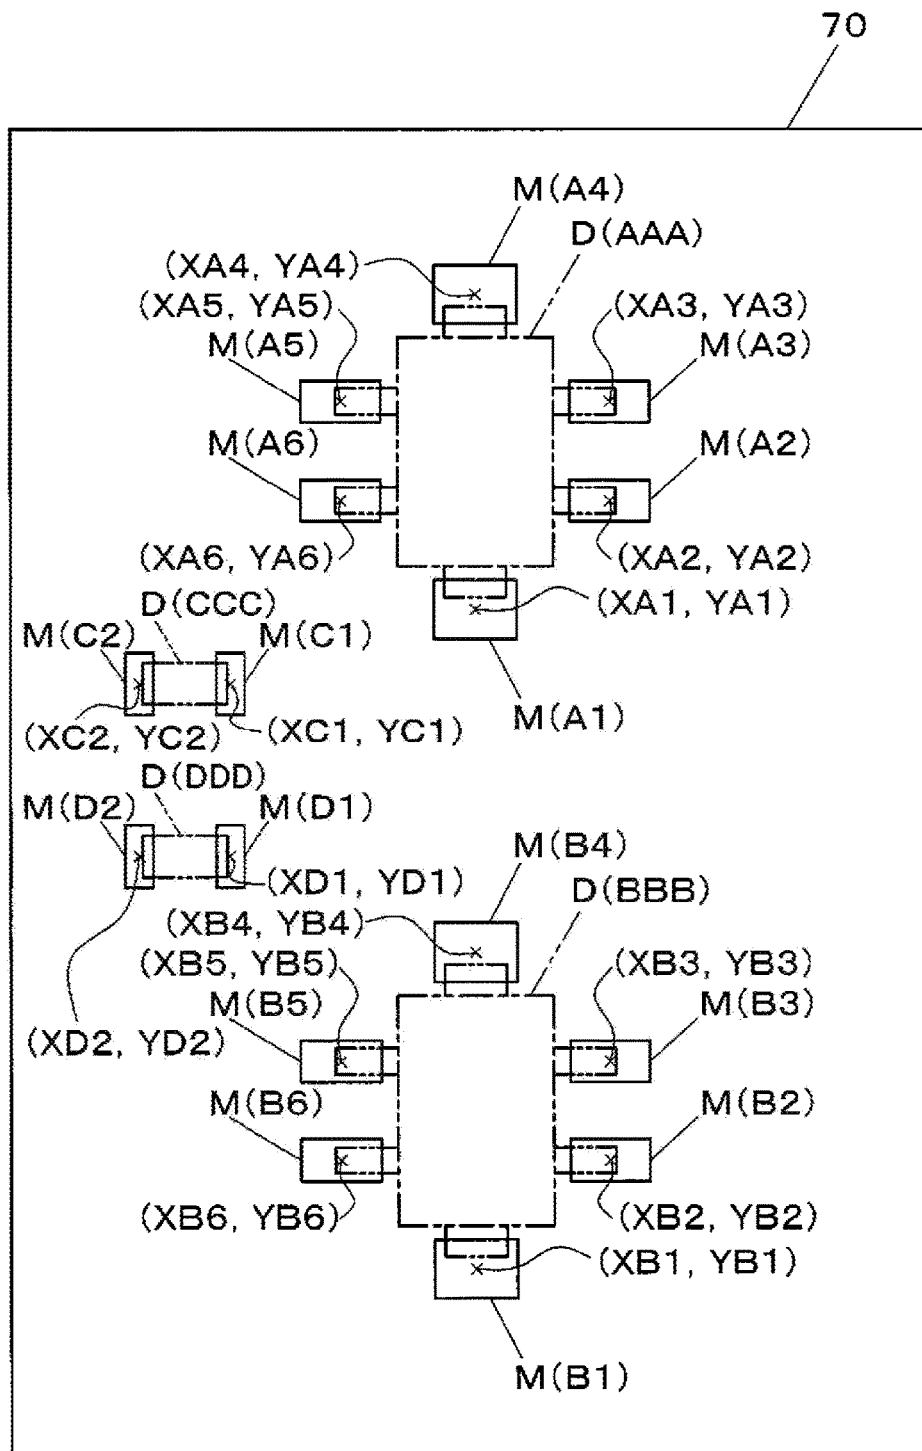 70
M(A4)
D(AAA)
(XA4, YA4)
(XA5, YA5)
(XA3, YA3)
M(A5)
M(A3)
M(A6)
M(A2)
(XA6, YA6)
(XA2, YA2)
D(CCC)
(XA1, YA1)
M(C2)
M(C1)
M(A1)
(XC2, YC2)
(XC1, YC1)
D(DDD)
M(D2)
M(D1)
M(B4)
(XD1, YD1)
D(BBB)
(XB4, YB4)
(XB5, YB5)
(XB3, YB3)
M(B5)
M(B3)
(XD2, YD2)
M(B6)
M(B2)
(XB6, YB6)
(XB2, YB2)
(XB1, YB1)
M(B1)